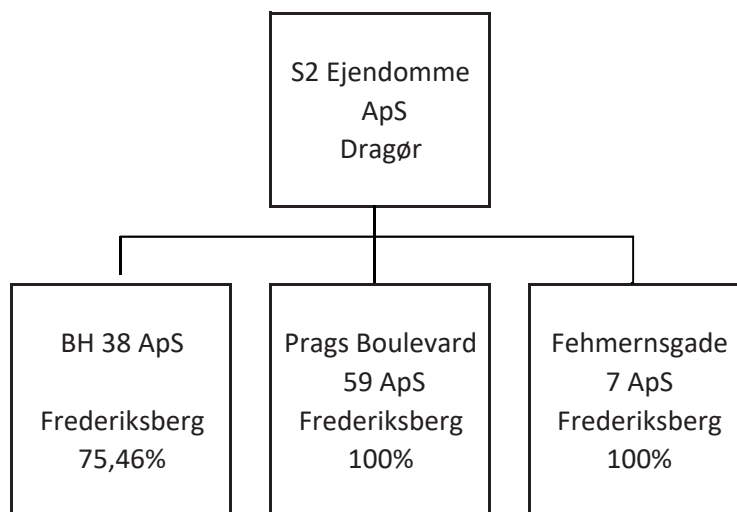 S2 Ejendomme
ApS
Dragør
BH 38 ApS
Frederiksberg
75,46%
Prags Boulevard
59 ApS
Frederiksberg
100%
Fehmernsgade
7 ApS
Frederiksberg
100%